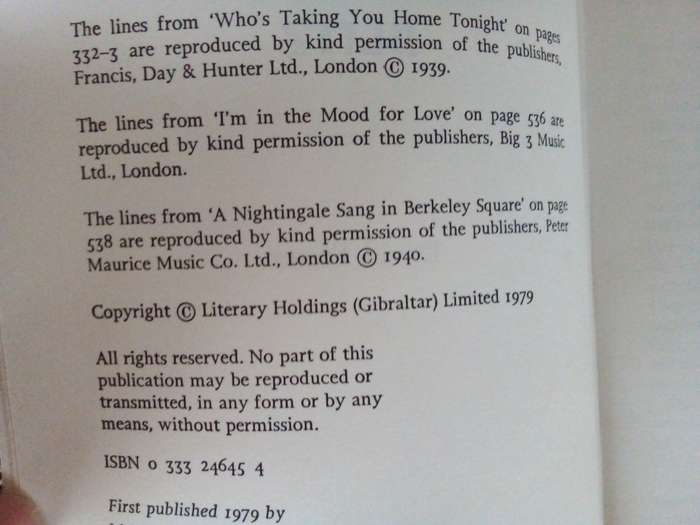 The lines from ‘Who's Taking You Home Tonight’ on pages
332–3 are reproduced by kind permission of the publishers,
Francis, Day & Hunter Ltd., London © 1939.
The lines from ‘I'm in the Mood for Love’ on page 536 are
reproduced by kind permission of the publishers, Big 3 Music
Ltd., London.
The lines from ‘A Nightingale Sang in Berkeley Square’ on page
538 are reproduced by kind permission of the publishers, Peter
Maurice Music Co. Ltd., London © 1940.
Copyright © Literary Holdings (Gibraltar) Limited 1979
All rights reserved. No part of this
publication may be reproduced or
transmitted, in any form or by any
means, without permission.
ISBN 0 333 24645 4
First published 1979 by